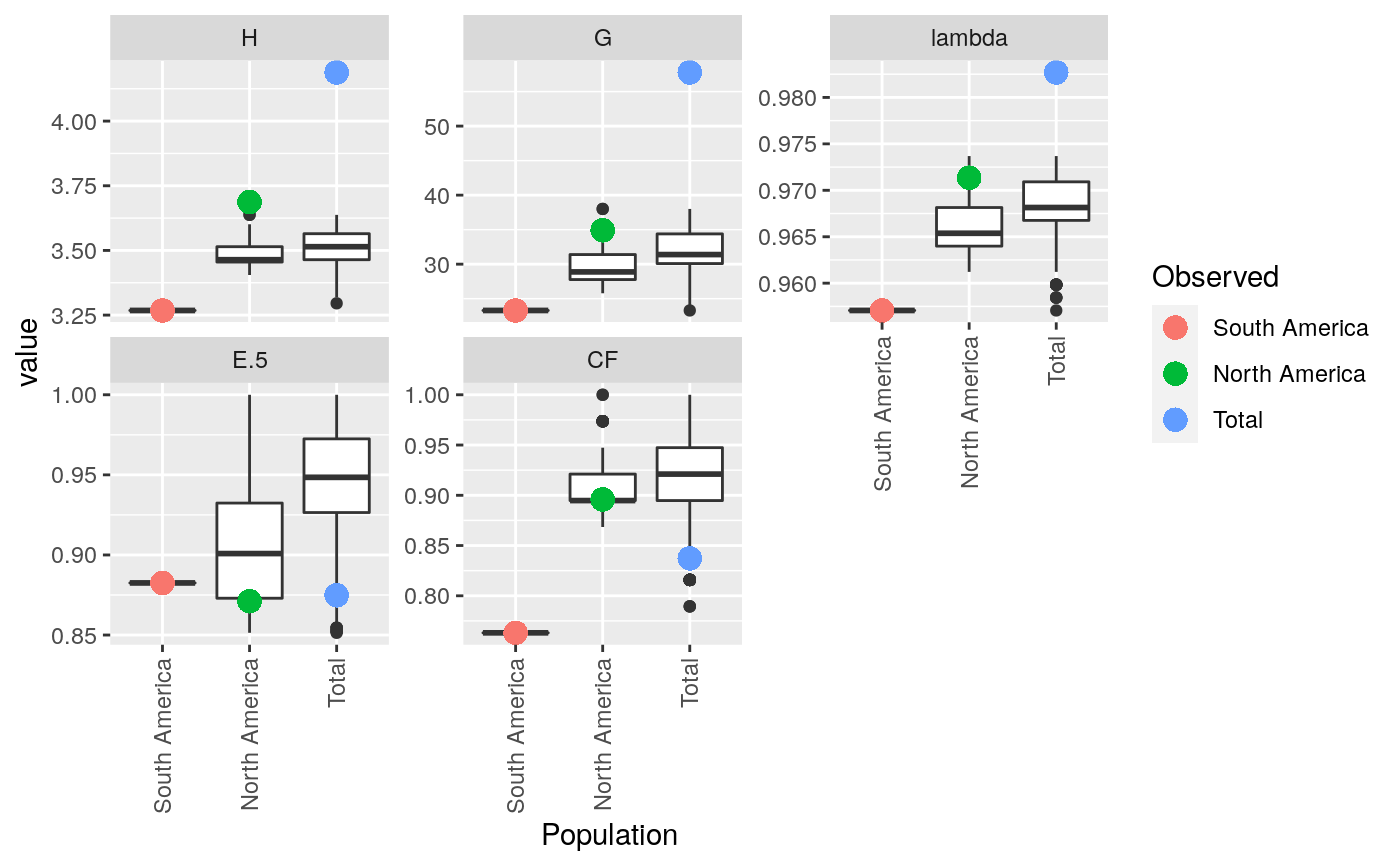 H
G
lambda
4.00
3.75
3.50
3.25
50
40
30
0.980
0.975
0.970
0.965
0.960
South America
North America
Total
E.5
CF
1.00
0.95
0.90
0.85
1.00
0.95
0.90
0.85
0.80
South America
North America
Total
South America
North America
Total
value
Population
Observed
South America
North America
Total